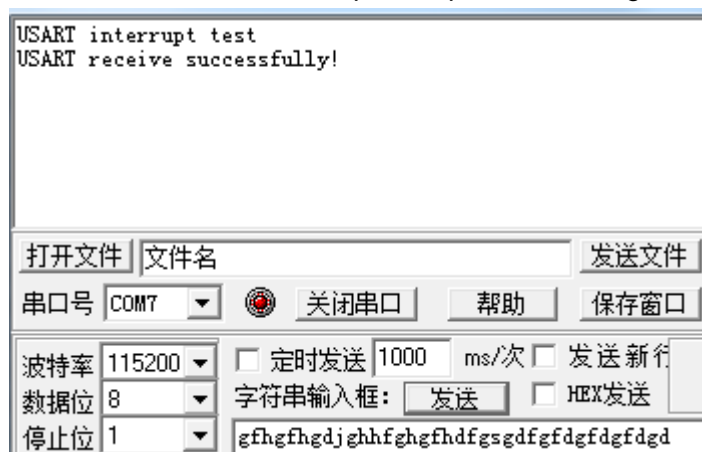 USART interrupt test
USART receive successfully!
打开文件 文件名 发送文件
串口号 COM7 关闭串口 帮助 保存窗口
波特率 115200 定时发送 1000 ms/次 发送新行
数据位 8 字符串输入框: 发送 HEX发送
停止位 1 gfhgfhgdjghhfghgfhdfgsgdfgfdgfdgfdgd